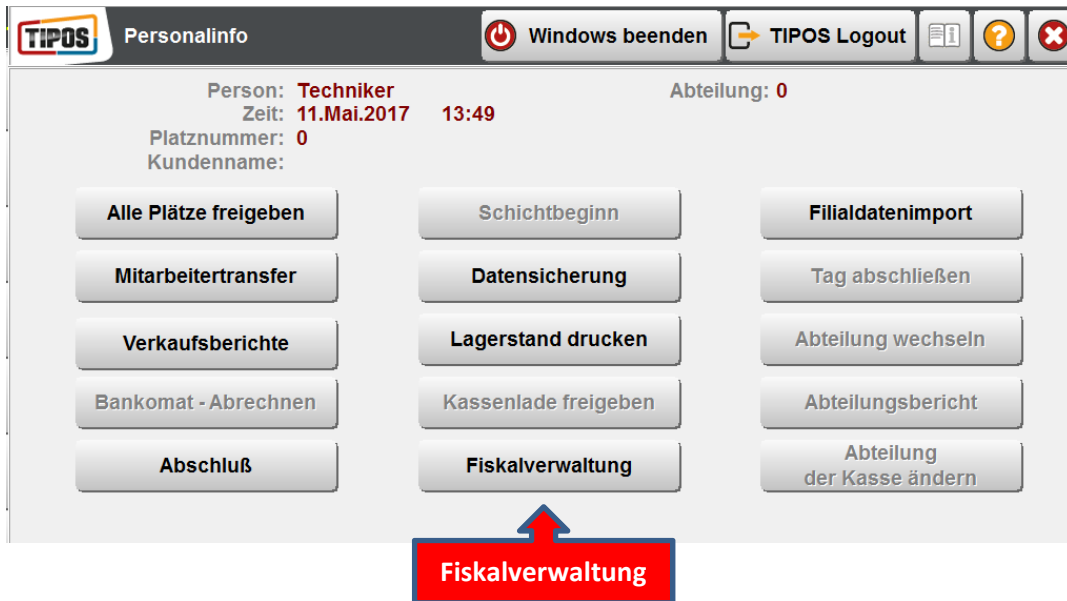 TIPOS Personalinfo Windows beenden TIPOS Logout
Person: Techniker Abteilung: 0
Zeit: 11.Mai.2017 13:49
Platznummer: 0
Kundenname:
Alle Plätze freigeben Schichtbeginn Filialdatenimport
Mitarbeitertransfer Datensicherung Tag abschließen
Verkaufsberichte Lagerstand drucken Abteilung wechseln
Bankomat - Abrechnen Kassenlade freigeben Abteilungsbericht
Abschluß Fiskalverwaltung Abteilung
der Kasse ändern
Fiskalverwaltung